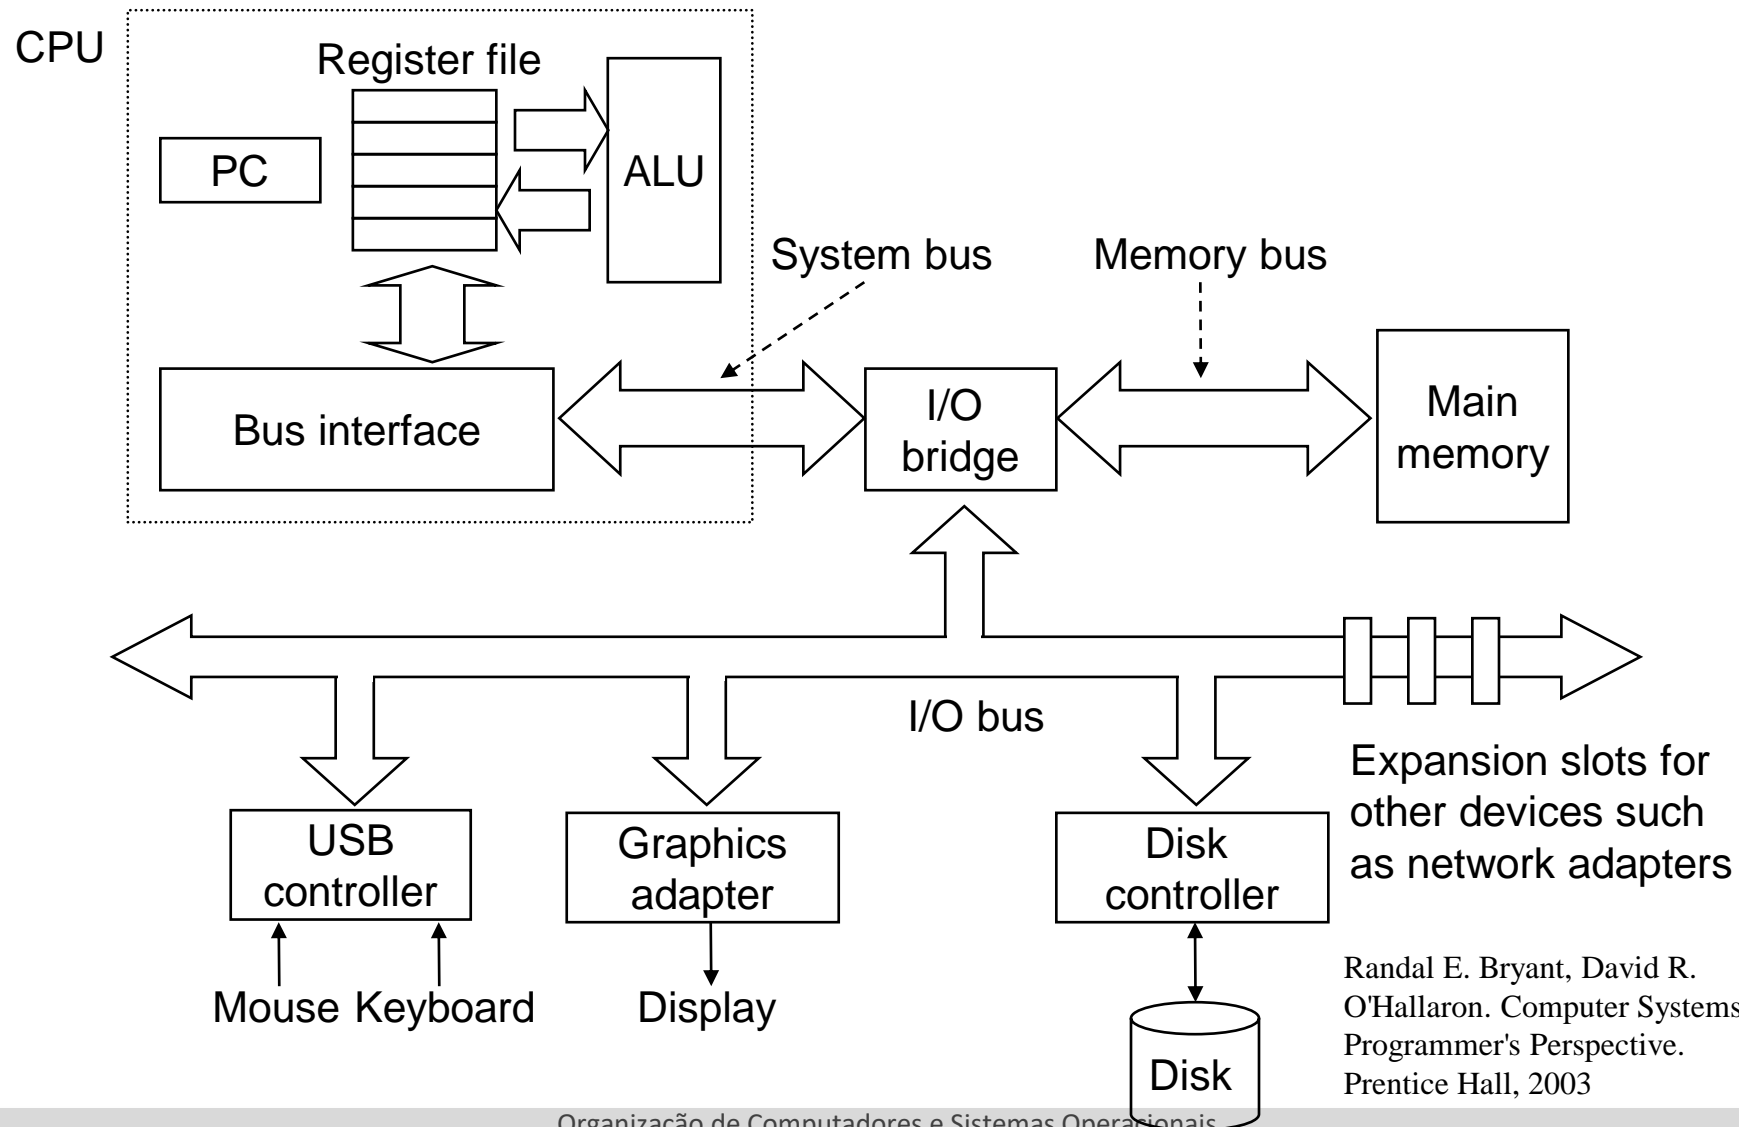 CPU
Register file
PC
ALU
System bus
Memory bus
Bus interface
I/O
bridge
Main
memory
I/O bus
Expansion slots for
other devices such
as network adapters
USB
controller
Graphics
adapter
Disk
controller
Mouse
Keyboard
Display
Disk
Randal E. Bryant, David R.
O'Hallaron. Computer Systems
Programmer's Perspective.
Prentice Hall, 2003
Organização de Computadores e Sistemas Operacionais